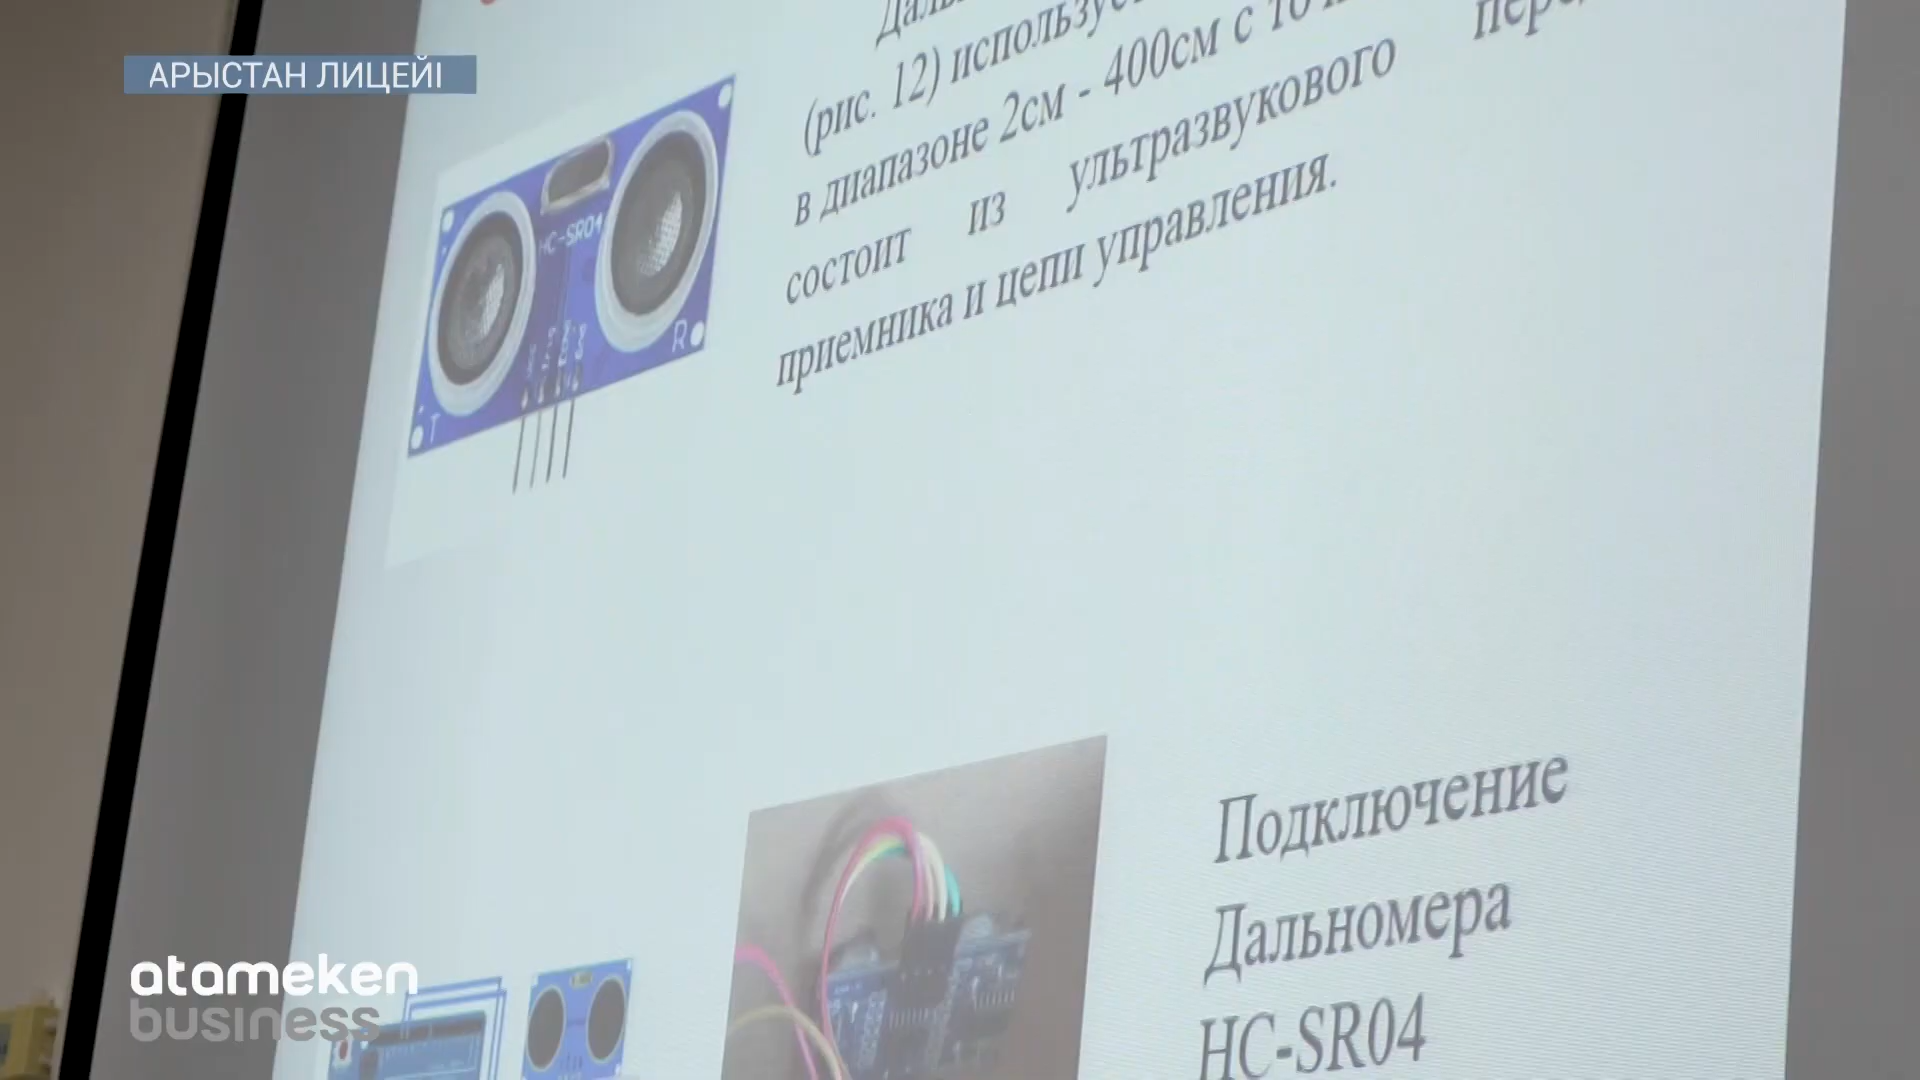 АРЫСТАН ЛИЦЕЙІ
(рис. 12)
в диапазоне 2см - 400см с
состоит из ультразвукового
приемника и цепи управления.
HC-SR04
T
R
Подключение
Дальномера
HC-SR04
atameken
business